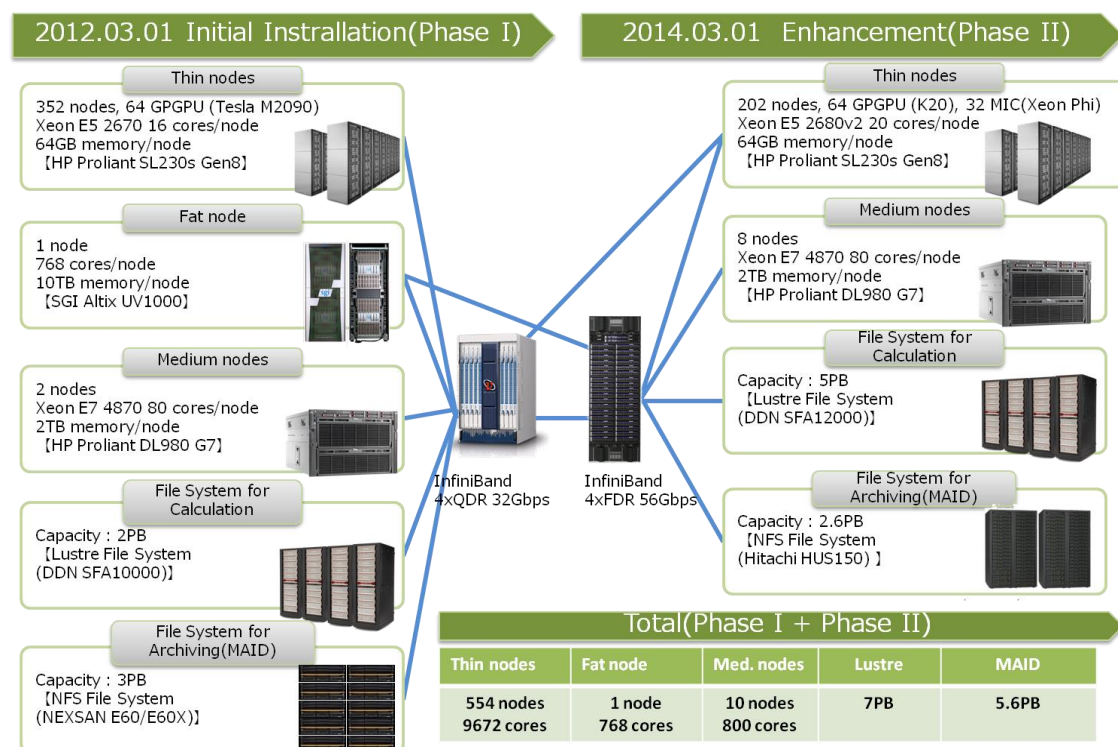 2012.03.01 Initial Instrallation(Phase I)
Thin nodes
352 nodes, 64 GPGPU (Tesla M2090)
Xeon E5 2670 16 cores/node
64GB memory/node
【HP Proliant SL230s Gen8】
Fat node
1 node
768 cores/node
10TB memory/node
【SGI Altix UV1000】
Medium nodes
2 nodes
Xeon E7 4870 80 cores/node
2TB memory/node
【HP Proliant DL980 G7】
File System for
Calculation
Capacity : 2PB
【Lustre File System
(DDN SFA10000)】
File System for
Archiving(MAID)
Capacity : 3PB
【NFS File System
(NEXSAN E60/E60X)】
InfiniBand
4xQDR 32Gbps
InfiniBand
4xFDR 56Gbps
2014.03.01 Enhancement(Phase II)
Thin nodes
202 nodes, 64 GPGPU (K20), 32 MIC(Xeon Phi)
Xeon E5 2680v2 20 cores/node
64GB memory/node
【HP Proliant SL230s Gen8】
Medium nodes
8 nodes
Xeon E7 4870 80 cores/node
2TB memory/node
【HP Proliant DL980 G7】
File System for
Calculation
Capacity : 5PB
【Lustre File System
(DDN SFA12000)】
File System for
Archiving(MAID)
Capacity : 2.6PB
【NFS File System
(Hitachi HUS150) 】
Total(Phase I + Phase II)
Thin nodes Fat node Med. nodes Lustre MAID
554 nodes 1 node 10 nodes 7PB 5.6PB
9672 cores 768 cores 800 cores